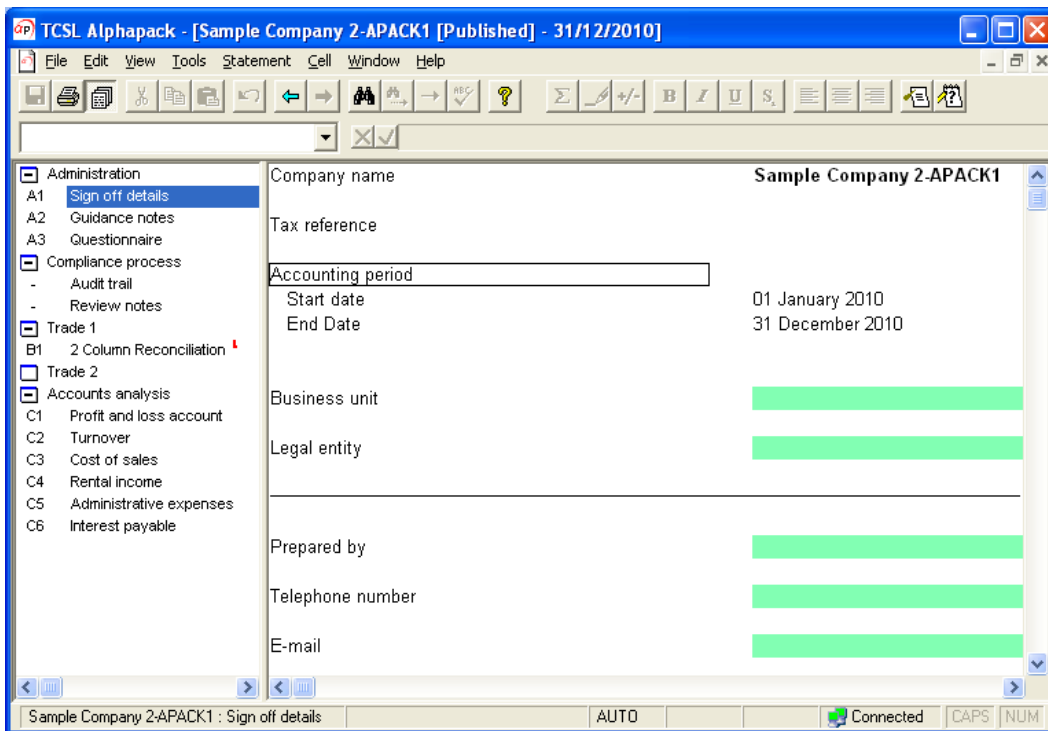 TCSL Alphapack - [Sample Company 2-APACK1 [Published] - 31/12/2010]
File Edit View Tools Statement Cell Window Help
ABC
Σ +/- B I U S
Administration
A1 Sign off details
A2 Guidance notes
A3 Questionnaire
Compliance process
- Audit trail
- Review notes
Trade 1
B1 2 Column Reconciliation
Trade 2
Accounts analysis
C1 Profit and loss account
C2 Turnover
C3 Cost of sales
C4 Rental income
C5 Administrative expenses
C6 Interest payable
Company name Sample Company 2-APACK1
Tax reference
Accounting period
Start date 01 January 2010
End Date 31 December 2010
Business unit
Legal entity
Prepared by
Telephone number
E-mail
Sample Company 2-APACK1 : Sign off details AUTO Connected CAPS NUM